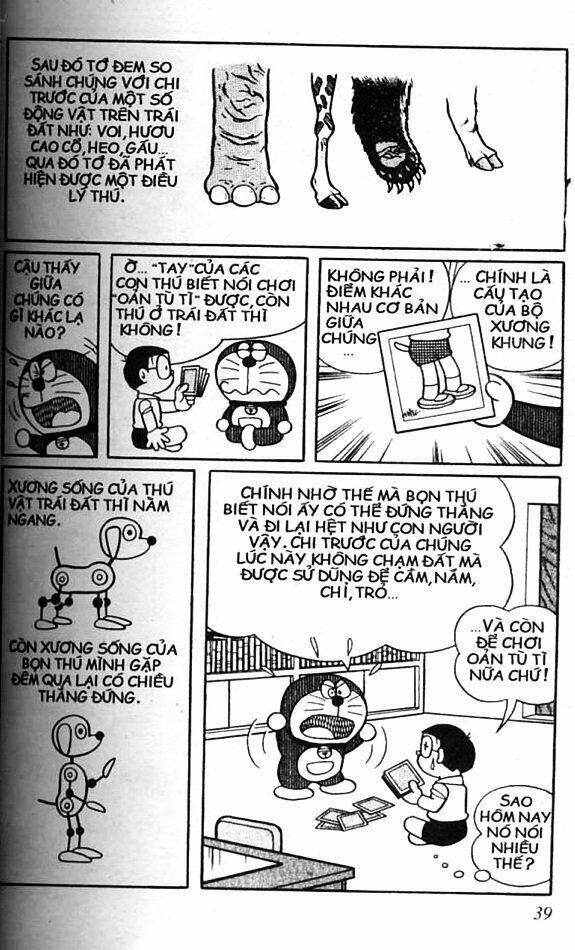 SAU ĐÓ TỚ ĐEM SO
SÁNH CHÚNG VỚI CHI
TRƯỚC CỦA MỘT SỐ
ĐỘNG VẬT TRÊN TRÁI
ĐẤT NHƯ: VOI, HƯƠU
CAO CỔ, HEO, GẤU...
QUA ĐÓ TỚ ĐÃ PHÁT
HIỆN ĐƯỢC MỘT ĐIỀU
LÝ THÚ.
CẬU THẤY
GIỮA
CHÚNG CÓ
GÌ KHÁC LẠ
NÀO?
Ờ... "TAY" CỦA CÁC
CON THÚ BIẾT NÓI CHƠI
"OẲN TÙ TÌ" ĐƯỢC, CÒN
THÚ Ở TRÁI ĐẤT THÌ
KHÔNG!
KHÔNG PHẢI!
ĐIỂM KHÁC
NHAU CƠ BẢN
GIỮA
CHÚNG
...
... CHÍNH LÀ
CẤU TẠO
CỦA BỘ
XƯƠNG
KHUNG!
XƯƠNG SỐNG CỦA THÚ
VẬT TRÁI ĐẤT THÌ NẰM
NGANG.
CÒN XƯƠNG SỐNG CỦA
BỌN THÚ MÌNH GẶP
ĐÊM QUA LẠI CÓ CHIỀU
THẲNG ĐỨNG.
CHÍNH NHỜ THẾ MÀ BỌN THÚ
BIẾT NÓI ẤY CÓ THỂ ĐỨNG THẲNG
VÀ ĐI LẠI HỆT NHƯ CON NGƯỜI
VẬY. CHI TRƯỚC CỦA CHÚNG
LÚC NÀY KHÔNG CHẠM ĐẤT MÀ
ĐƯỢC SỬ DŨNG ĐỂ CẦM, NẮM,
CHỈ, TRỎ...
...VÀ CÒN
ĐỂ CHƠI
OẲN TÙ TÌ
NỮA CHỨ!
SAO
HÔM NAY
NÓ NÓI
NHIỀU
THẾ?
39